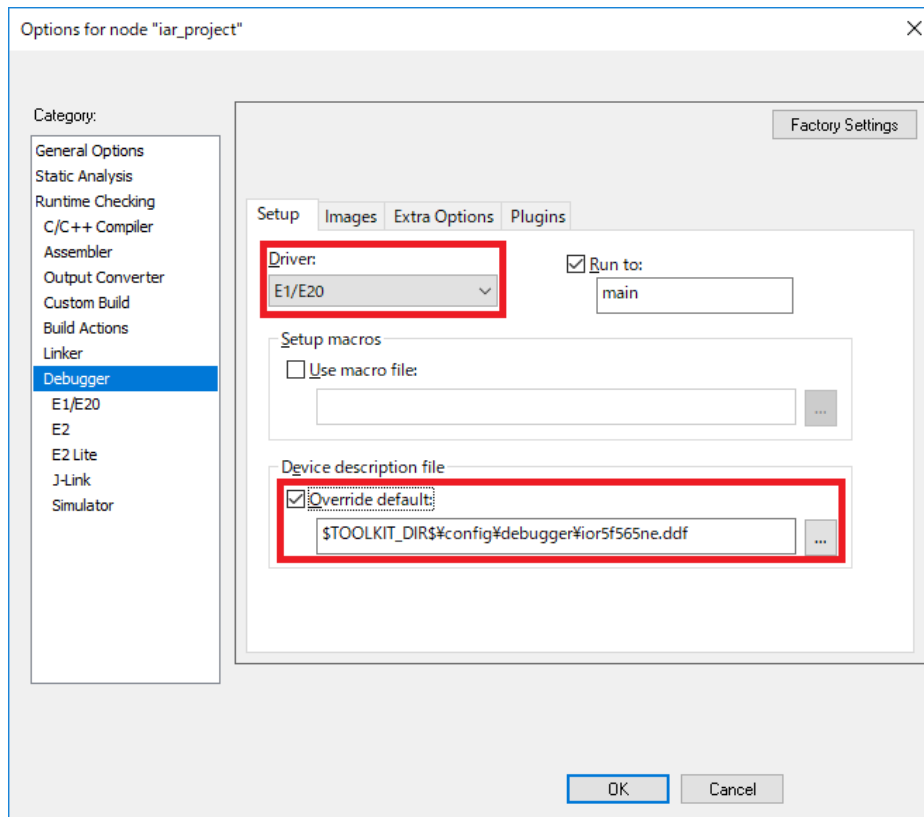 Options for node "iar_project"
Category:
General Options
Static Analysis
Runtime Checking
C/C++ Compiler
Assembler
Output Converter
Custom Build
Build Actions
Linker
Debugger
E1/E20
E2
E2 Lite
J-Link
Simulator
Factory Settings
Setup Images Extra Options Plugins
Driver:
E1/E20
Run to:
main
Setup macros
Use macro file:
...
Device description file
Override default:
$TOOLKIT_DIR$¥config¥debugger¥ior5f565ne.ddf
...
OK Cancel